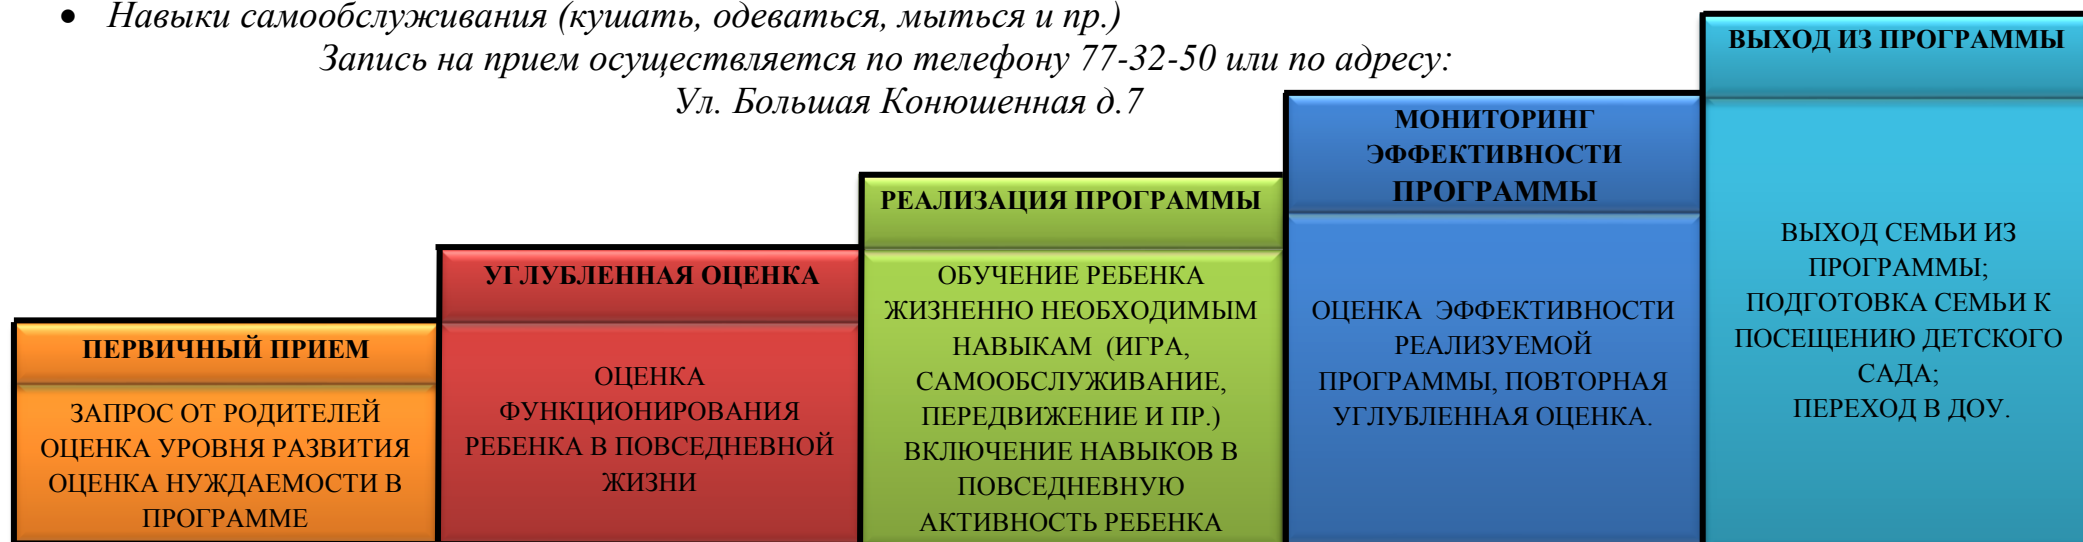 • Навыки самообслуживания (кушать, одеваться, мыться и пр.)
Запись на прием осуществляется по телефону 77-32-50 или по адресу:
Ул. Большая Конюшенная д.7
ПЕРВИЧНЫЙ ПРИЕМ
ЗАПРОС ОТ РОДИТЕЛЕЙ
ОЦЕНКА УРОВНЯ РАЗВИТИЯ
ОЦЕНКА НУЖДАЕМОСТИ В
ПРОГРАММЕ
УГЛУБЛЕННАЯ ОЦЕНКА
ОЦЕНКА
ФУНКЦИОНИРОВАНИЯ
РЕБЕНКА В ПОВСЕДНЕВНОЙ
ЖИЗНИ
РЕАЛИЗАЦИЯ ПРОГРАММЫ
ОБУЧЕНИЕ РЕБЕНКА
ЖИЗНЕННО НЕОБХОДИМЫМ
НАВЫКАМ (ИГРА,
САМООБСЛУЖИВАНИЕ,
ПЕРЕДВИЖЕНИЕ И ПР.)
ВКЛЮЧЕНИЕ НАВЫКОВ В
ПОВСЕДНЕВНУЮ
АКТИВНОСТЬ РЕБЕНКА
МОНИТОРИНГ
ЭФФЕКТИВНОСТИ
ПРОГРАММЫ
ОЦЕНКА ЭФФЕКТИВНОСТИ
РЕАЛИЗУЕМОЙ
ПРОГРАММЫ, ПОВТОРНАЯ
УГЛУБЛЕННАЯ ОЦЕНКА.
ВЫХОД ИЗ ПРОГРАММЫ
ВЫХОД СЕМЬИ ИЗ
ПРОГРАММЫ;
ПОДГОТОВКА СЕМЬИ К
ПОСЕЩЕНИЮ ДЕТСКОГО
САДА;
ПЕРЕХОД В ДОУ.